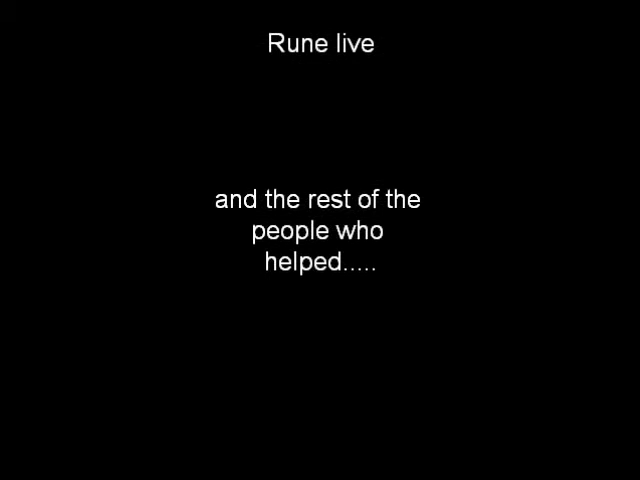 Rune live
and the rest of the
people who
helped.....